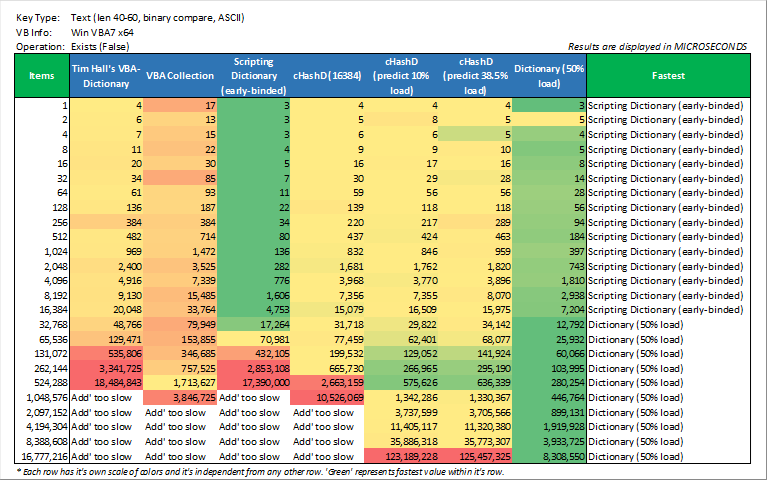 Key Type: Text (len 40-60, binary compare, ASCII)
VB Info: Win VBA7 x64
Operation: Exists (False) Results are displayed in MICROSECONDS
Items Tim Hall's VBA-Dictionary VBA Collection Scripting Dictionary (early-binded) cHashD (16384) cHashD (predict 10% load) cHashD (predict 38.5% load) Dictionary (50% load) Fastest
1 4 17 3 4 4 4 3 Scripting Dictionary (early-binded)
2 6 13 3 5 8 5 5 Scripting Dictionary (early-binded)
4 7 15 3 6 6 5 4 Scripting Dictionary (early-binded)
8 11 22 4 9 9 10 5 Scripting Dictionary (early-binded)
16 20 30 5 16 17 16 8 Scripting Dictionary (early-binded)
32 34 85 7 30 29 28 14 Scripting Dictionary (early-binded)
64 61 93 11 59 56 56 28 Scripting Dictionary (early-binded)
128 136 187 22 139 118 118 56 Scripting Dictionary (early-binded)
256 384 384 34 220 217 289 94 Scripting Dictionary (early-binded)
512 482 714 80 437 424 463 184 Scripting Dictionary (early-binded)
1,024 969 1,472 136 832 846 959 397 Scripting Dictionary (early-binded)
2,048 2,400 3,525 282 1,681 1,762 1,820 743 Scripting Dictionary (early-binded)
4,096 4,916 7,339 776 3,968 3,770 3,896 1,810 Scripting Dictionary (early-binded)
8,192 9,130 15,485 1,606 7,356 7,355 8,070 2,938 Scripting Dictionary (early-binded)
16,384 20,048 33,764 4,753 15,079 16,509 15,975 7,204 Scripting Dictionary (early-binded)
32,768 48,766 79,949 17,264 31,718 29,822 34,142 12,792 Dictionary (50% load)
65,536 129,471 153,855 70,981 77,459 62,401 68,077 25,932 Dictionary (50% load)
131,072 535,806 346,685 432,105 199,532 129,052 141,924 60,066 Dictionary (50% load)
262,144 3,341,725 757,525 2,853,108 665,730 266,965 295,190 103,995 Dictionary (50% load)
524,288 18,484,843 1,713,627 17,390,000 2,663,159 575,626 636,339 280,254 Dictionary (50% load)
1,048,576 Add' too slow 3,846,725 Add' too slow 10,526,069 1,342,286 1,330,367 446,764 Dictionary (50% load)
2,097,152 Add' too slow Add' too slow Add' too slow Add' too slow 3,737,599 3,705,566 899,131 Dictionary (50% load)
4,194,304 Add' too slow Add' too slow Add' too slow Add' too slow 11,405,117 11,320,380 1,919,928 Dictionary (50% load)
8,388,608 Add' too slow Add' too slow Add' too slow Add' too slow 35,886,318 35,773,307 3,933,725 Dictionary (50% load)
16,777,216 Add' too slow Add' too slow Add' too slow Add' too slow 123,189,228 125,457,325 8,308,550 Dictionary (50% load)
* Each row has it's own scale of colors and it's independent from any other row. 'Green' represents fastest value within it's row.